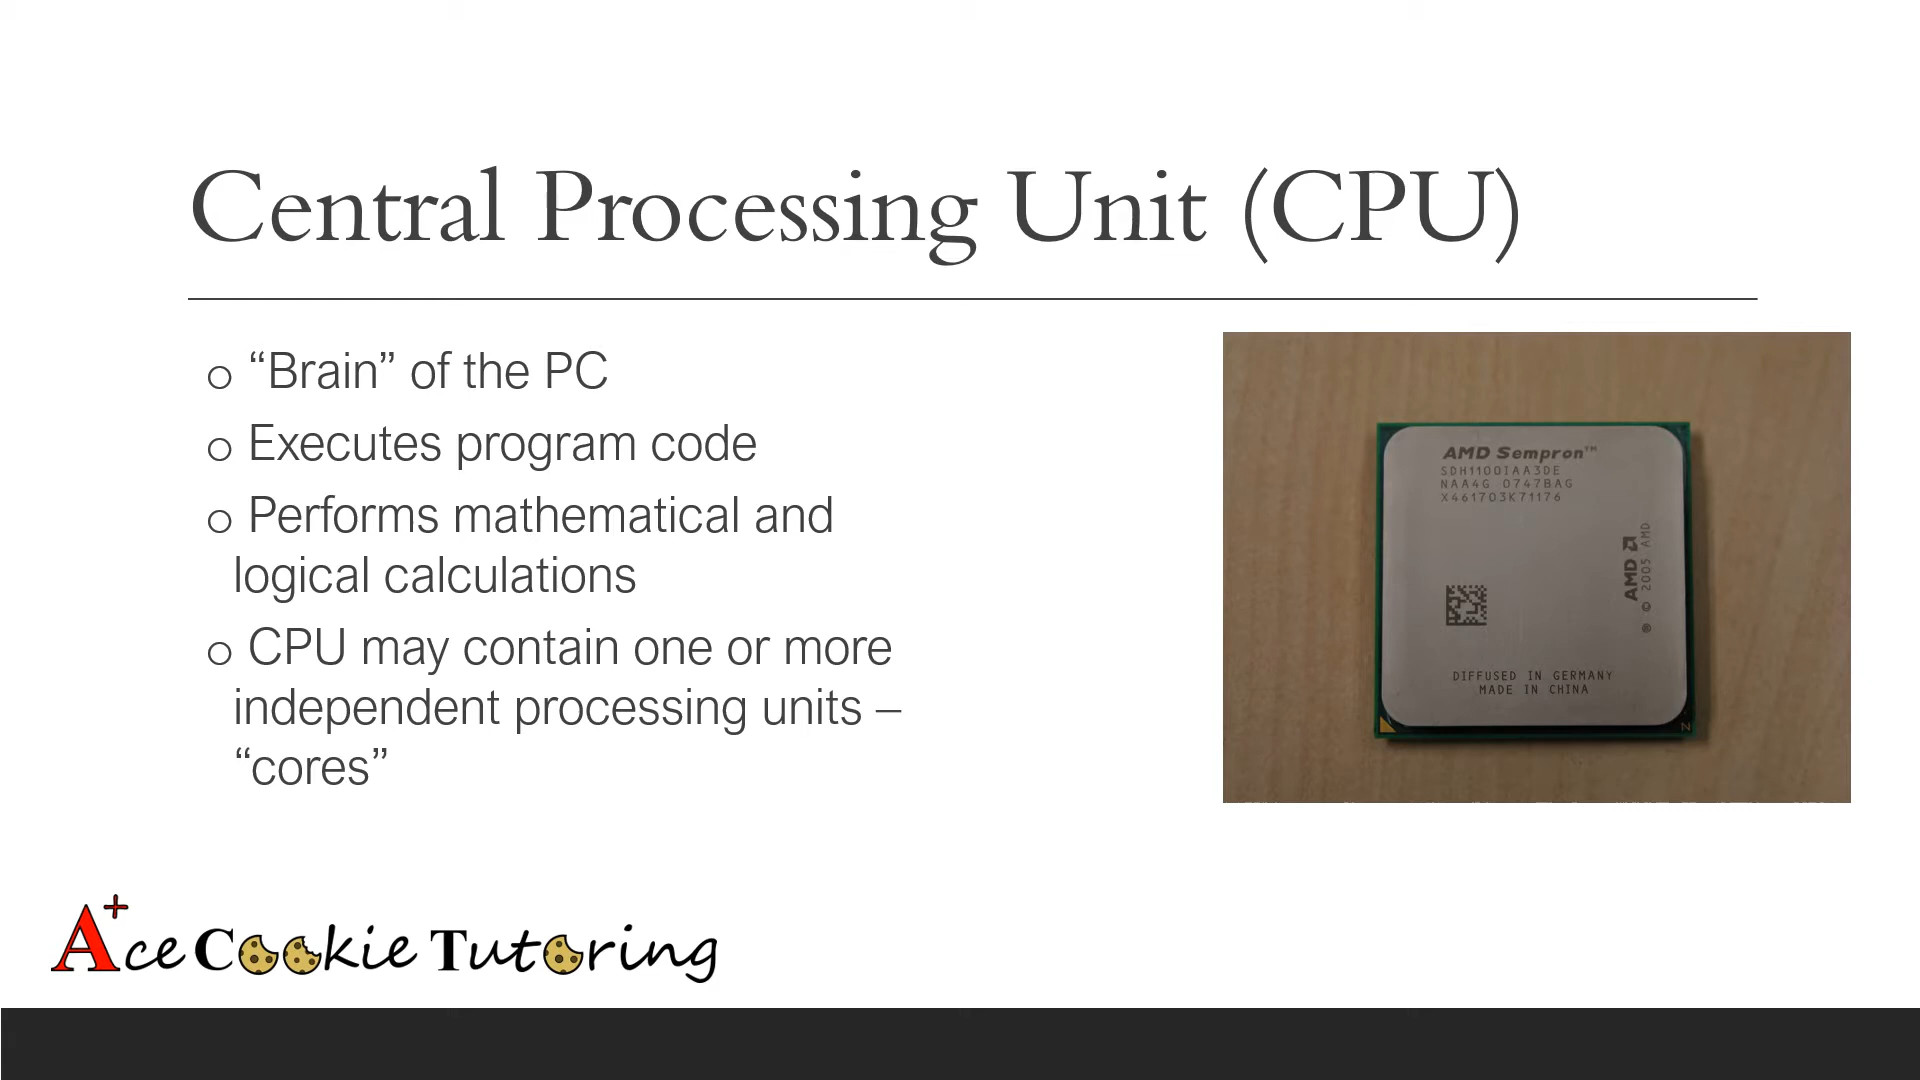 Central Processing Unit (CPU)
o “Brain” of the PC
o Executes program code
o Performs mathematical and
logical calculations
o CPU may contain one or more
independent processing units –
“cores”
AMD Sempron™
SDH1100IAA3DE
NAA4G 0747BAG
X461703K71176
AMD
® © 2005 AMD
DIFFUSED IN GERMANY
MADE IN CHINA
N
A+ce Cookie Tutoring